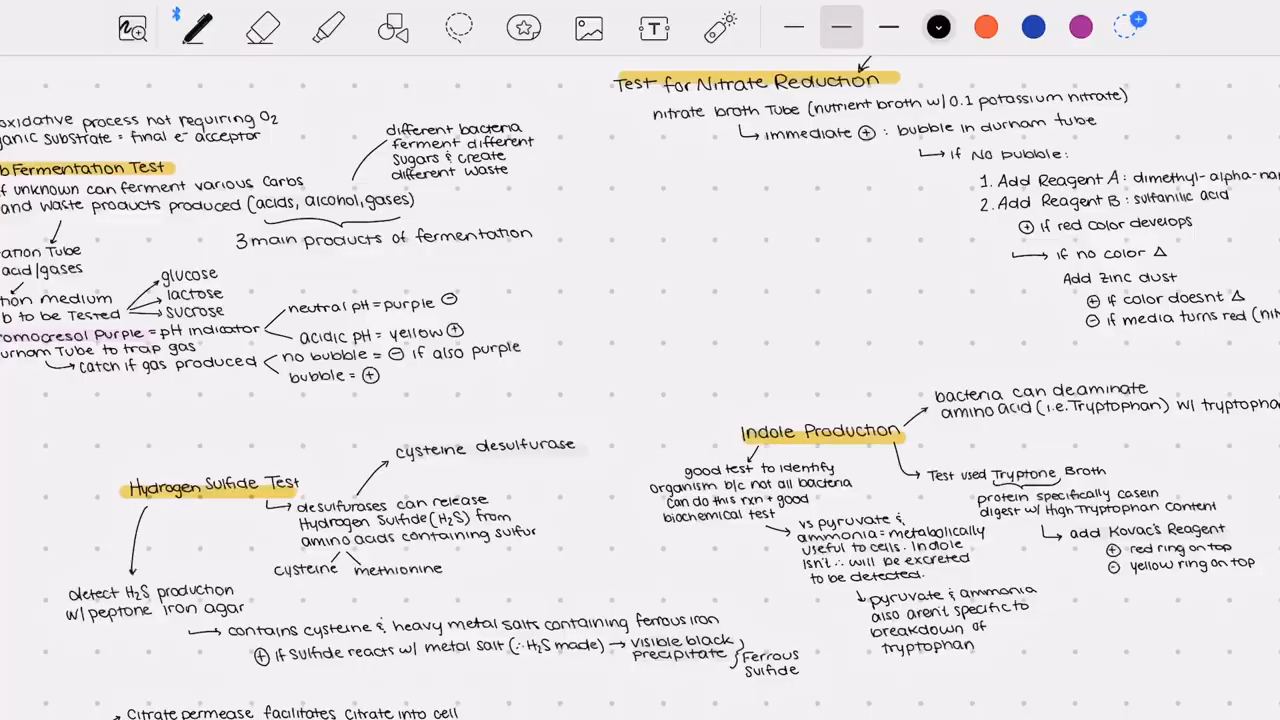 Test for Nitrate Reduction
nitrate broth Tube (nutrient broth w/ 0.1 potassium nitrate)
immediate ⊕ : bubble in durham tube
if No bubble:
1. Add Reagent A: dimethyl-alpha-na
2. Add Reagent B: sulfanilic acid
⊕ if red color develops
if no color Δ
Add zinc dust
⊕ if color doesnt Δ
⊖ if media turns red (nit
oxidative process not requiring O2
ganic substrate = final e- acceptor
b Fermentation Test
f unknown can ferment various carbs
and waste products produced (acids, alcohol, gases)
different bacteria
ferment different
sugars & create
different waste
3 main products of fermentation
ation Tube
acid/gases
tion medium
b to be Tested
glucose
lactose
sucrose
romocresol Purple = pH indicator
neutral pH = purple ⊖
acidic pH = yellow ⊕
urnam Tube to trap gas
catch if gas produced
no bubble = ⊖ if also purple
bubble = ⊕
Indole Production
bacteria can deaminate
amino acid (i.e. Tryptophan) w/ tryptopha
good test to identify
organism b/c not all bacteria
can do this rxn + good
biochemical test
vs pyruvate &
ammonia = metabolically
useful to cells. Indole
isn't ∴ will be excreted
to be detected.
pyruvate & ammonia
also aren't specific to
breakdown of
tryptophan
Test used Tryptone Broth
protein specifically casein
digest w/ High Tryptophan content
add Kovac's Reagent
⊕ red ring on top
⊖ yellow ring on top
Hydrogen Sulfide Test
cysteine desulfurase
desulfurases can release
Hydrogen Sulfide (H2S) from
amino acids containing sulfur
cysteine
methionine
detect H2S production
w/ peptone iron agar
contains cysteine & heavy metal salts containing ferrous iron
⊕ if sulfide reacts w/ metal salt (∴ H2S made) → visible black
precipitate
Ferrous
Sulfide
Citrate permease facilitates citrate into cell